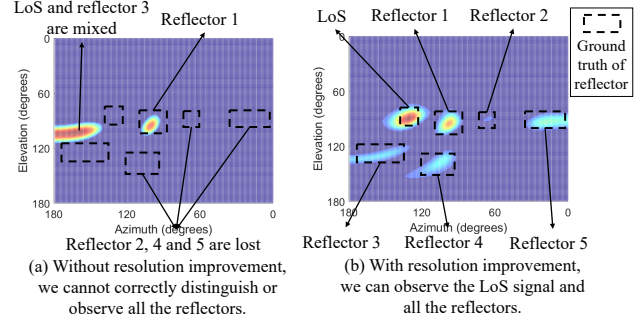 LoS and reflector 3
are mixed
Reflector 1
0
60
120
180
Elevation (degrees)
180
120
60
0
Azimuth (degrees)
Reflector 2, 4 and 5 are lost
(a) Without resolution improvement,
we cannot correctly distinguish or
observe all the reflectors.
LoS
Reflector 1
Reflector 2
Ground
truth of
reflector
0
60
120
180
Elevation (degrees)
180
120
60
0
Azimuth (degrees)
Reflector 3
Reflector 4
Reflector 5
(b) With resolution improvement,
we can observe the LoS signal and
all the reflectors.